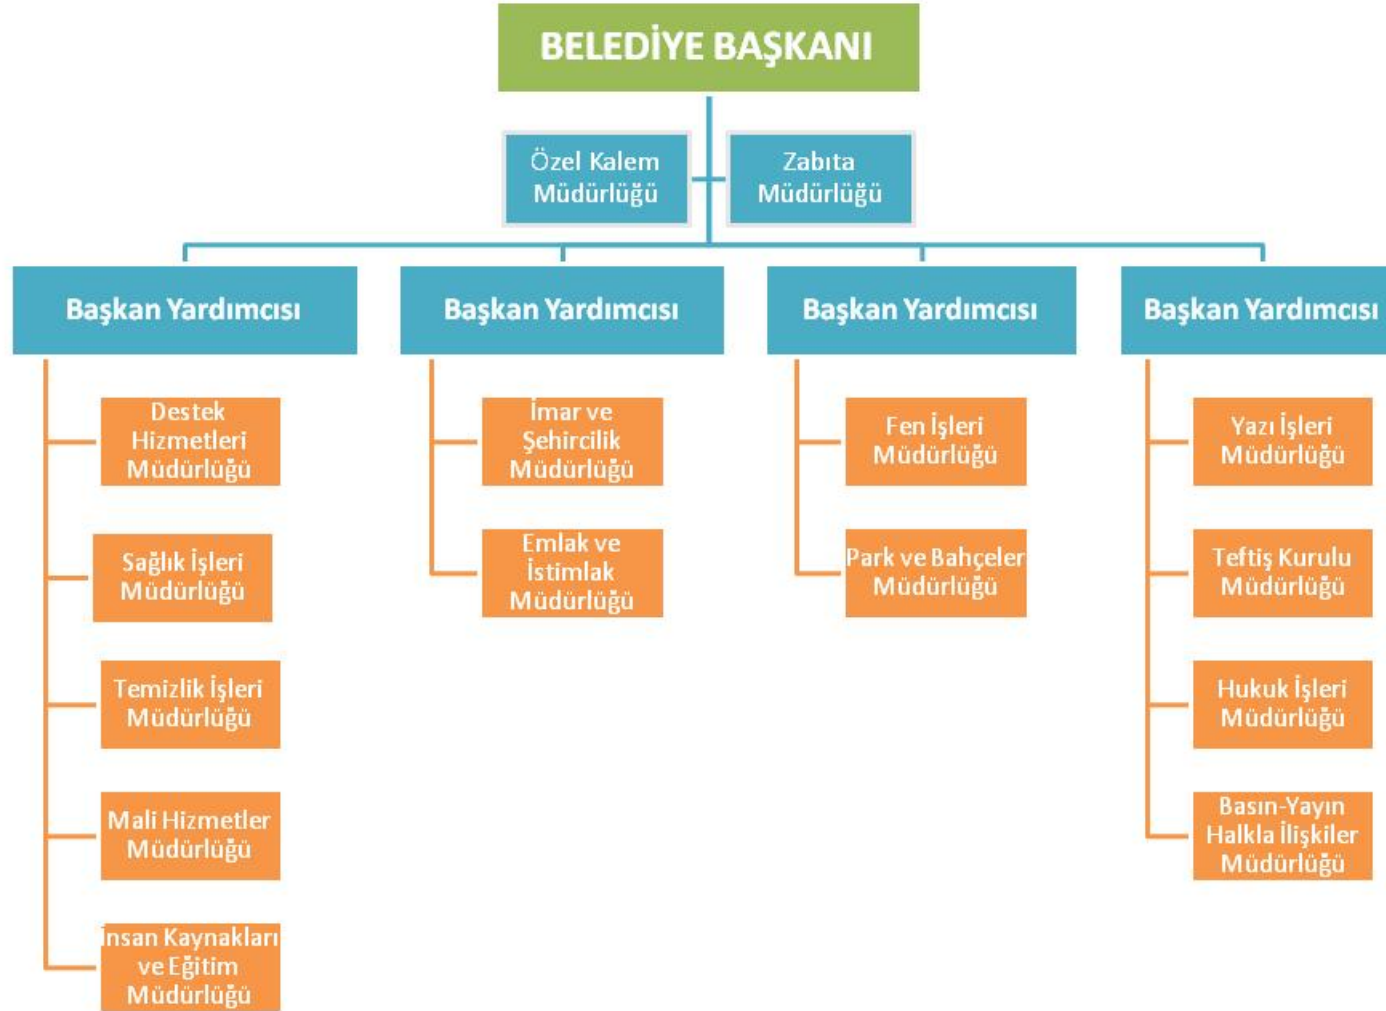 BELEDİYE BAŞKANI
Özel Kalem
Müdürlüğü
Zabıta
Müdürlüğü
Başkan Yardımcısı
Destek
Hizmetleri
Müdürlüğü
Sağlık İşleri
Müdürlüğü
Temizlik İşleri
Müdürlüğü
Mali Hizmetler
Müdürlüğü
İnsan Kaynakları
ve Eğitim
Müdürlüğü
Başkan Yardımcısı
İmar ve
Şehircilik
Müdürlüğü
Emlak ve
İstimlak
Müdürlüğü
Başkan Yardımcısı
Fen İşleri
Müdürlüğü
Park ve Bahçeler
Müdürlüğü
Başkan Yardımcısı
Yazı İşleri
Müdürlüğü
Teftiş Kurulu
Müdürlüğü
Hukuk İşleri
Müdürlüğü
Basın-Yayın
Halkla İlişkiler
Müdürlüğü